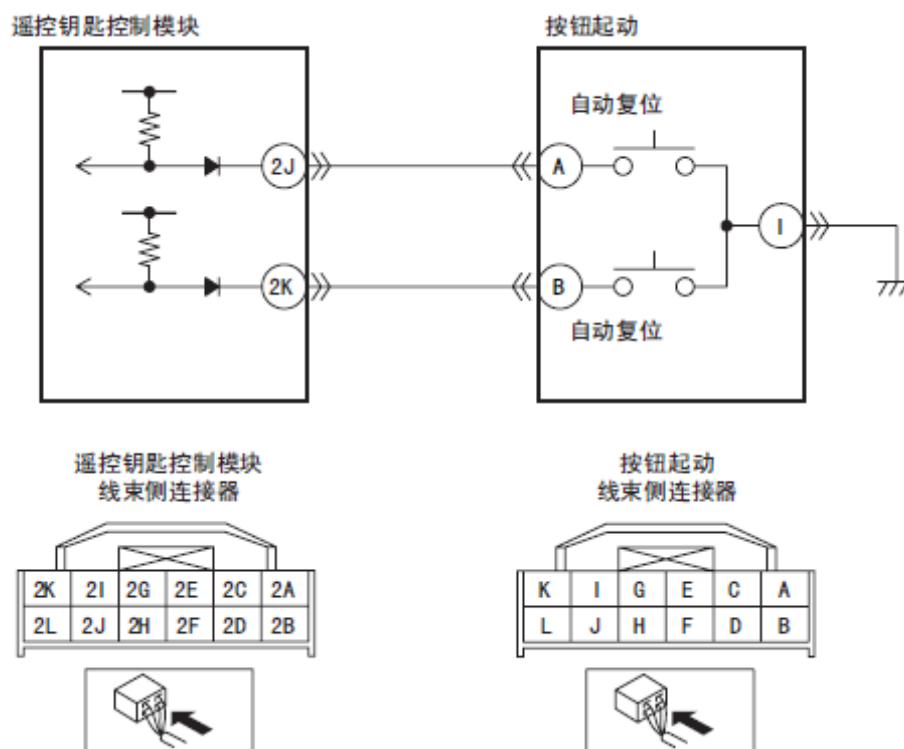 遥控钥匙控制模块
按钮起动
自动复位
2J
A
I
2K
B
自动复位
遥控钥匙控制模块
线束侧连接器
按钮起动
线束侧连接器
2K 2I 2G 2E 2C 2A
2L 2J 2H 2F 2D 2B
K I G E C A
L J H F D B